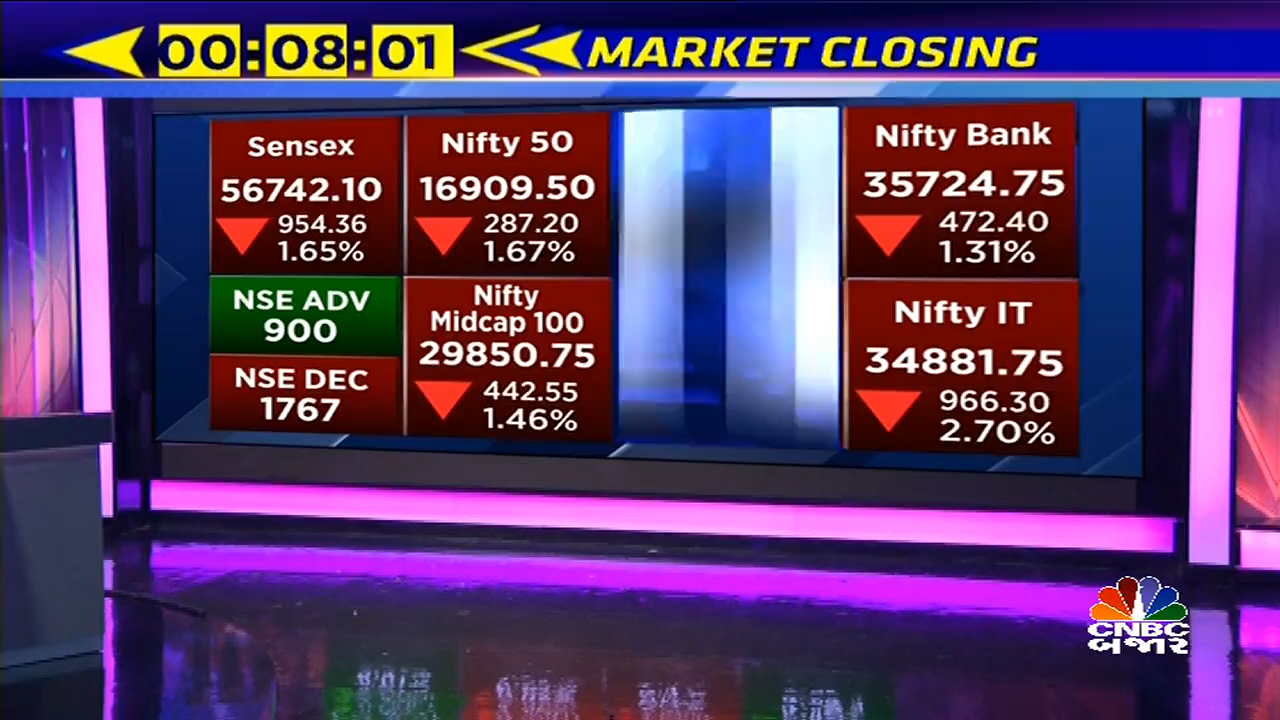 00:08:01 MARKET CLOSING
Sensex
56742.10
954.36
1.65%
Nifty 50
16909.50
287.20
1.67%
Nifty Bank
35724.75
472.40
1.31%
NSE ADV
900
NSE DEC
1767
Nifty
Midcap 100
29850.75
442.55
1.46%
Nifty IT
34881.75
966.30
2.70%
CNBC
બજાર